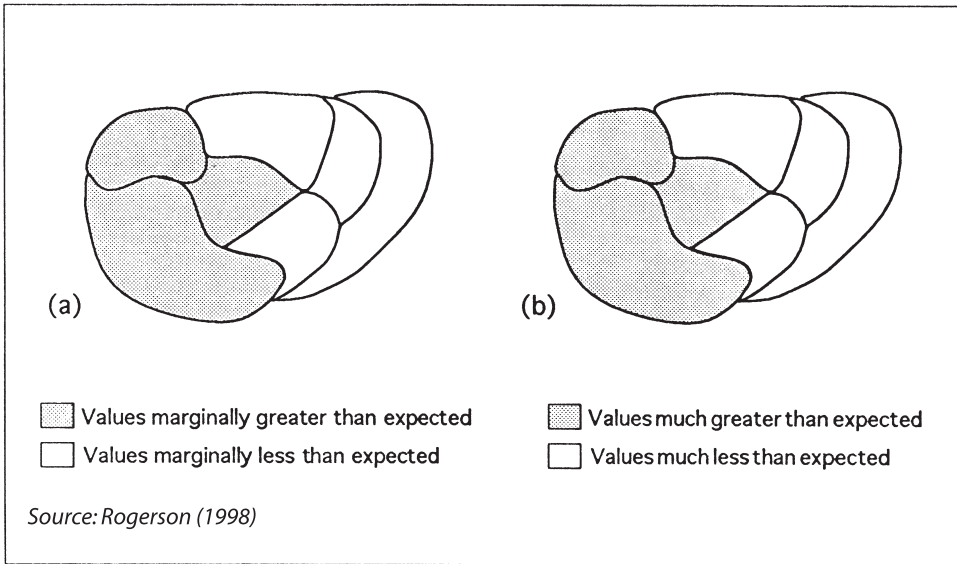 (a)
(b)
Values marginally greater than expected
Values marginally less than expected
Values much greater than expected
Values much less than expected
Source: Rogerson (1998)